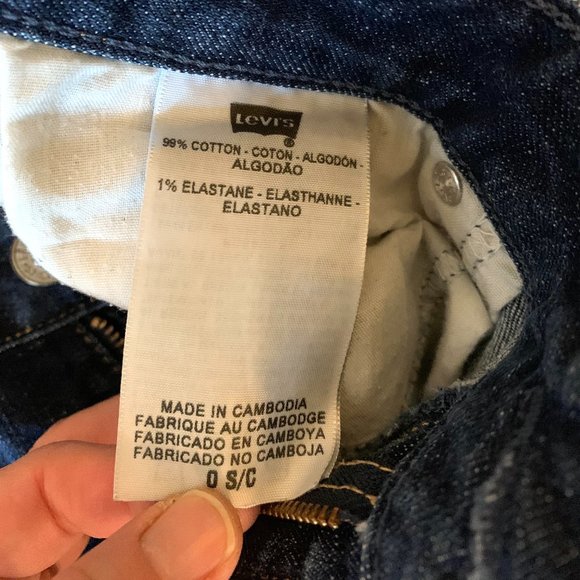 Levi's
®
99% COTTON - COTON - ALGODÓN -
ALGODÃO
1% ELASTANE - ELASTHANNE -
ELASTANO
MADE IN CAMBODIA
FABRIQUE AU CAMBODGE
FABRICADO EN CAMBOYA
FABRICADO NO CAMBOJA
0 S/C